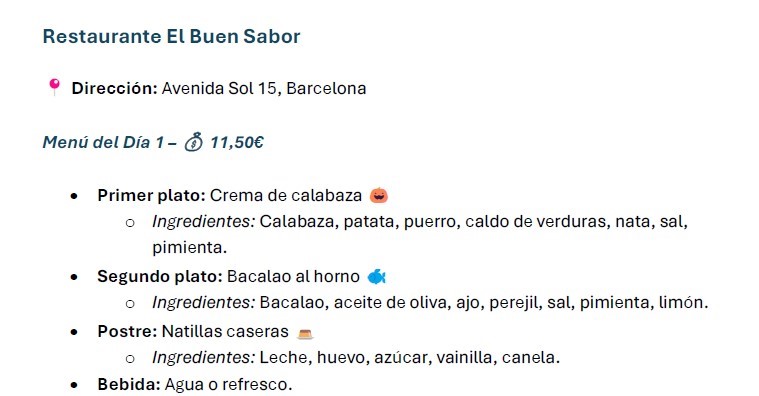 Restaurante El Buen Sabor
📍 Dirección: Avenida Sol 15, Barcelona
Menú del Día 1 – 💰 11,50€
• Primer plato: Crema de calabaza 🎃
o Ingredientes: Calabaza, patata, puerro, caldo de verduras, nata, sal,
pimienta.
• Segundo plato: Bacalao al horno 🐟
o Ingredientes: Bacalao, aceite de oliva, ajo, perejil, sal, pimienta, limón.
• Postre: Natillas caseras 🍮
o Ingredientes: Leche, huevo, azúcar, vainilla, canela.
• Bebida: Agua o refresco.